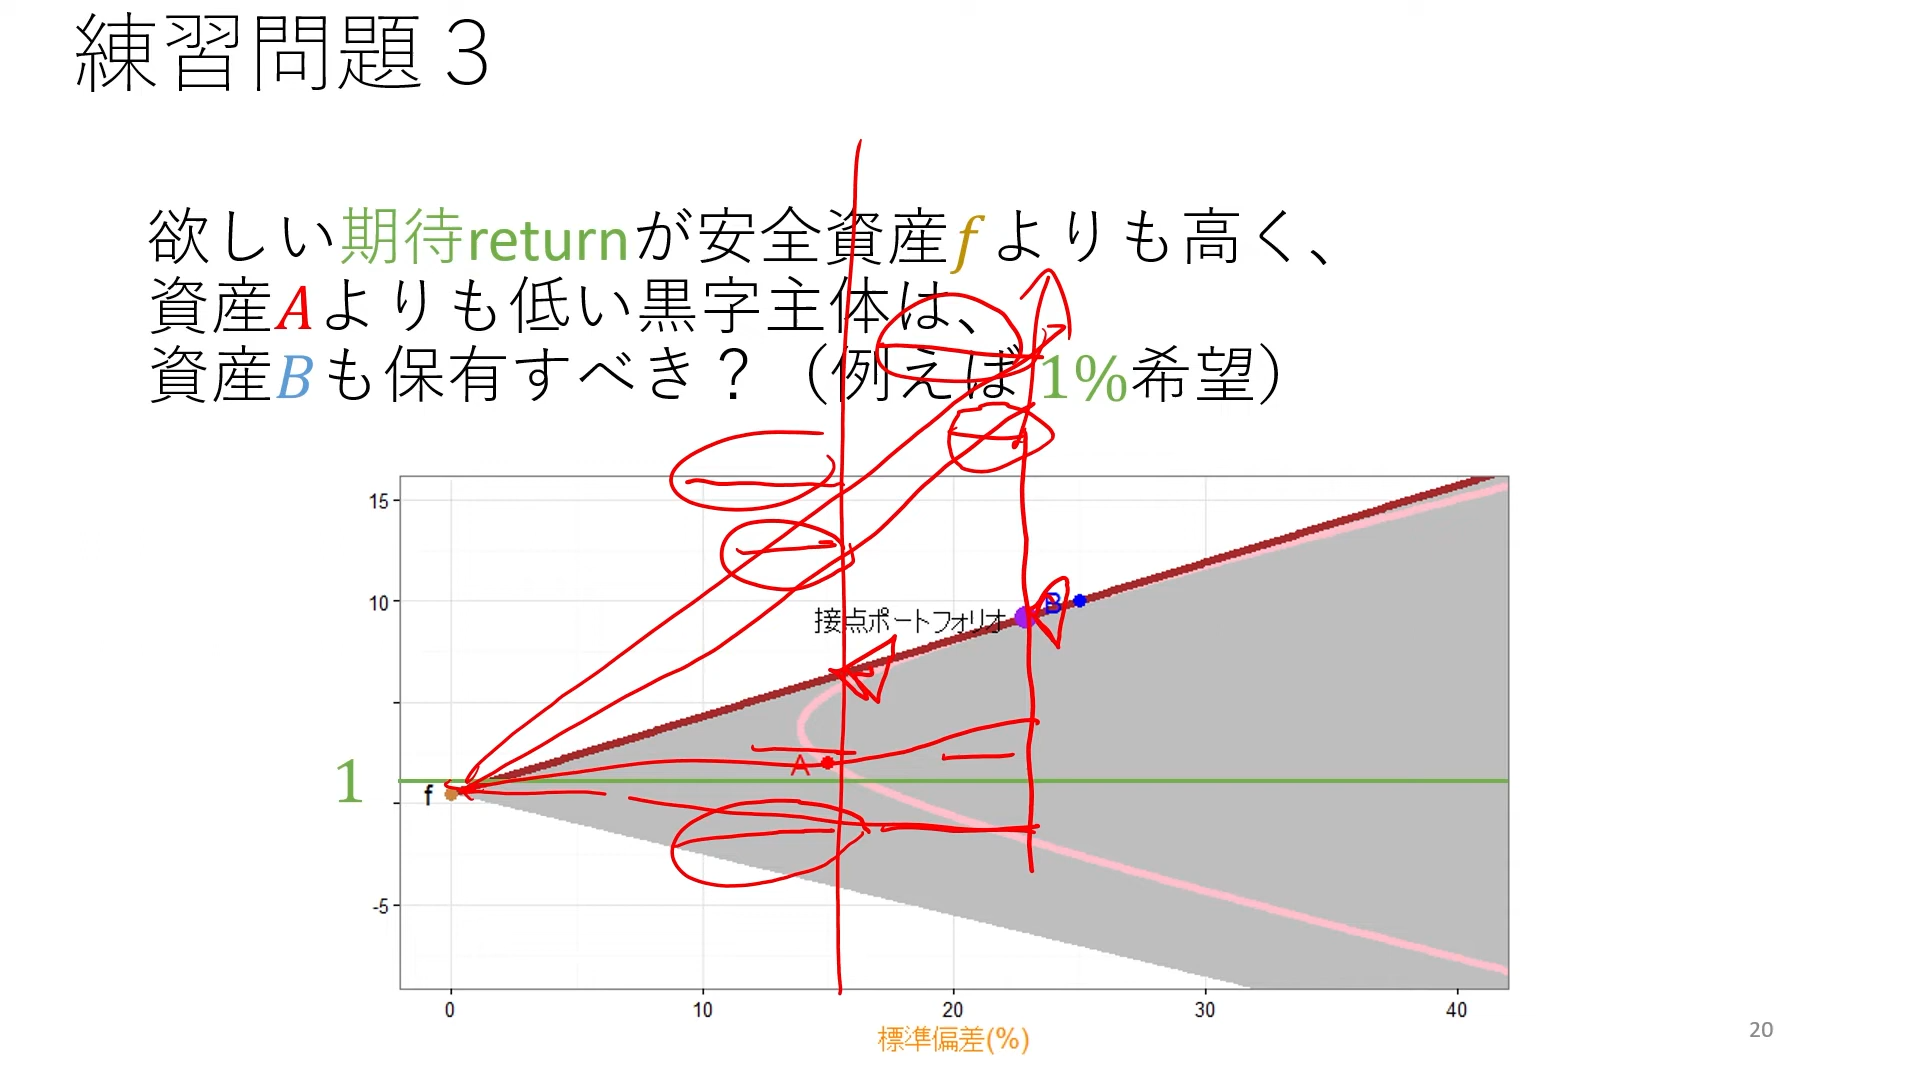 練習問題３
欲しい期待returnが安全資産fよりも高く、
資産Aよりも低い黒字主体は、
資産Bも保有すべき？（例えば1%希望）
15
10
接点ポートフォリオ
B
A
1
f
-5
0
10
20
30
40
標準偏差(%)
20